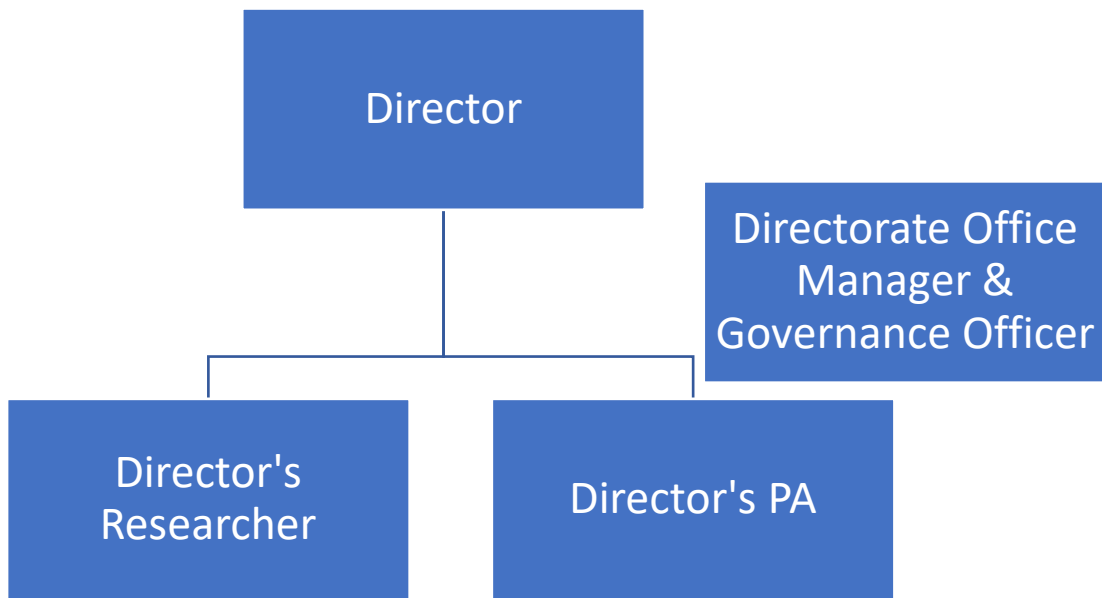 Director
Directorate Office
Manager &
Governance Officer
Director's
Researcher
Director's PA